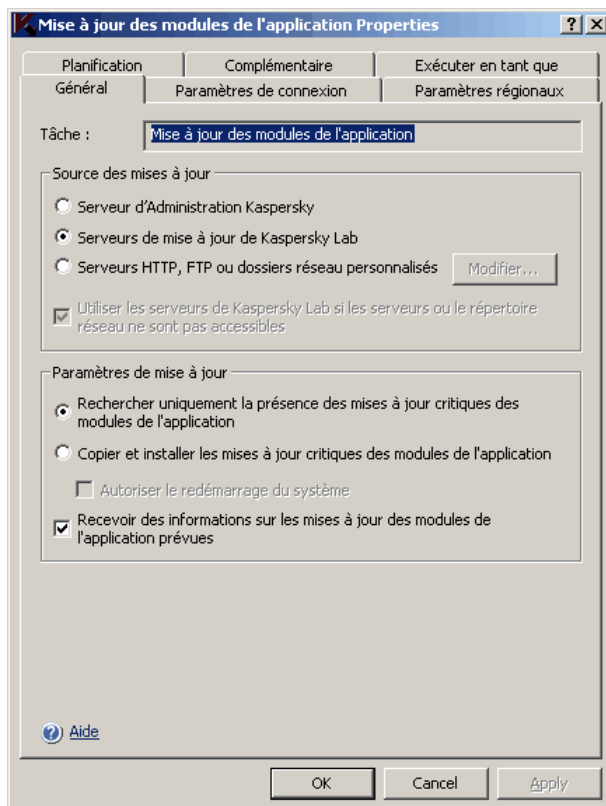 Mise à jour des modules de l'application Properties
Planification Complémentaire Exécuter en tant que
Général Paramètres de connexion Paramètres régionaux
Tâche : Mise à jour des modules de l'application
Source des mises à jour
Serveur d'Administration Kaspersky
Serveurs de mise à jour de Kaspersky Lab
Serveurs HTTP, FTP ou dossiers réseau personnalisés Modifier...
Utiliser les serveurs de Kaspersky Lab si les serveurs ou le répertoire
réseau ne sont pas accessibles
Paramètres de mise à jour
Rechercher uniquement la présence des mises à jour critiques des
modules de l'application
Copier et installer les mises à jour critiques des modules de l'application
Autoriser le redémarrage du système
Recevoir des informations sur les mises à jour des modules de
l'application prévues
Aide
OK Cancel Apply